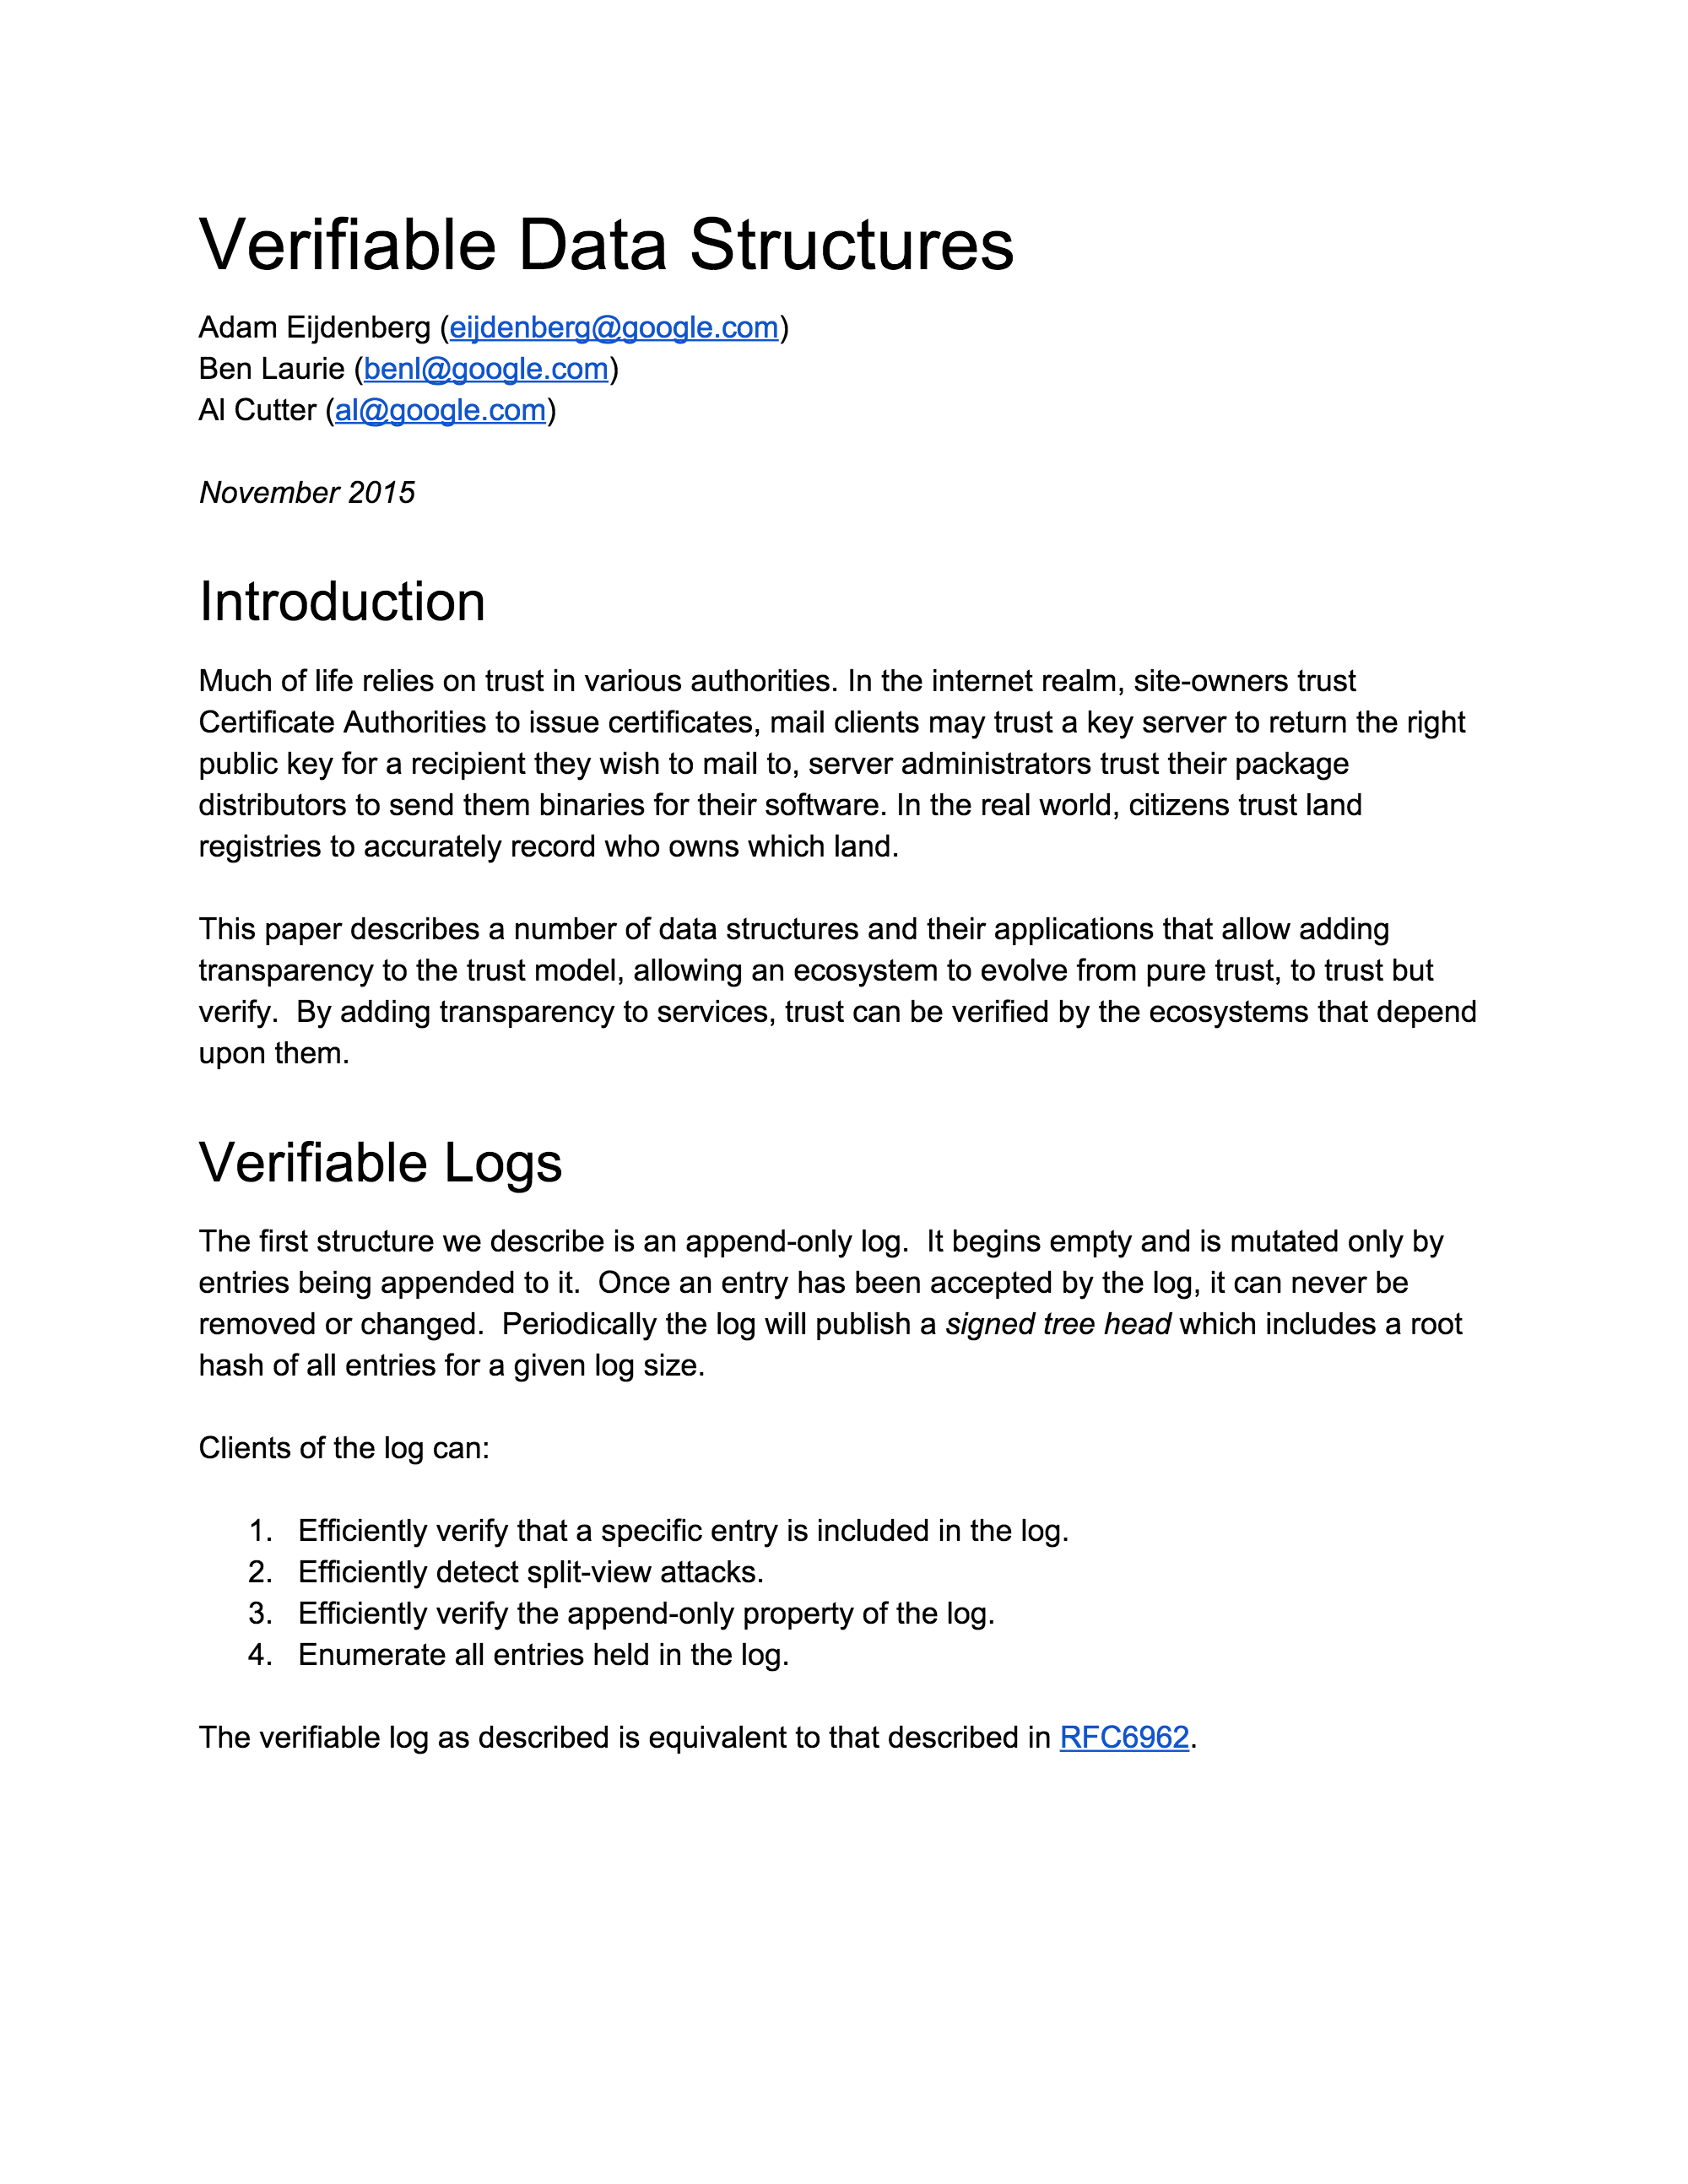 Verifiable Data Structures
Adam Eijdenberg (eijdenberg@google.com)
Ben Laurie (benl@google.com)
Al Cutter (al@google.com)
November 2015
Introduction
Much of life relies on trust in various authorities. In the internet realm, site-owners trust
Certificate Authorities to issue certificates, mail clients may trust a key server to return the right
public key for a recipient they wish to mail to, server administrators trust their package
distributors to send them binaries for their software. In the real world, citizens trust land
registries to accurately record who owns which land.
This paper describes a number of data structures and their applications that allow adding
transparency to the trust model, allowing an ecosystem to evolve from pure trust, to trust but
verify.  By adding transparency to services, trust can be verified by the ecosystems that depend
upon them.
Verifiable Logs
The first structure we describe is an append-only log.  It begins empty and is mutated only by
entries being appended to it.  Once an entry has been accepted by the log, it can never be
removed or changed.  Periodically the log will publish a signed tree head which includes a root
hash of all entries for a given log size.
Clients of the log can:
1. Efficiently verify that a specific entry is included in the log.
2. Efficiently detect split-view attacks.
3. Efficiently verify the append-only property of the log.
4. Enumerate all entries held in the log.
The verifiable log as described is equivalent to that described in RFC6962.